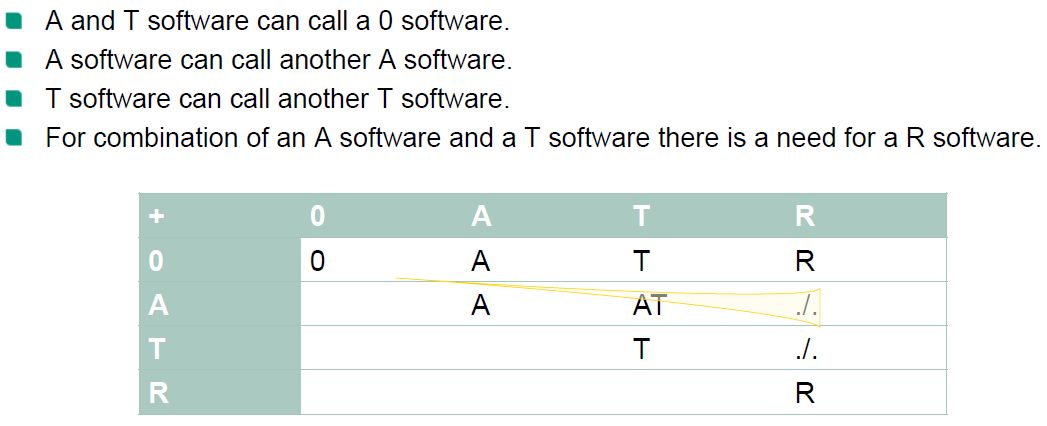 A and T software can call a 0 software.
A software can call another A software.
T software can call another T software.
For combination of an A software and a T software there is a need for a R software.
+ 0 A T R
0 0 A T R
A A AT ./.
T T ./.
R R